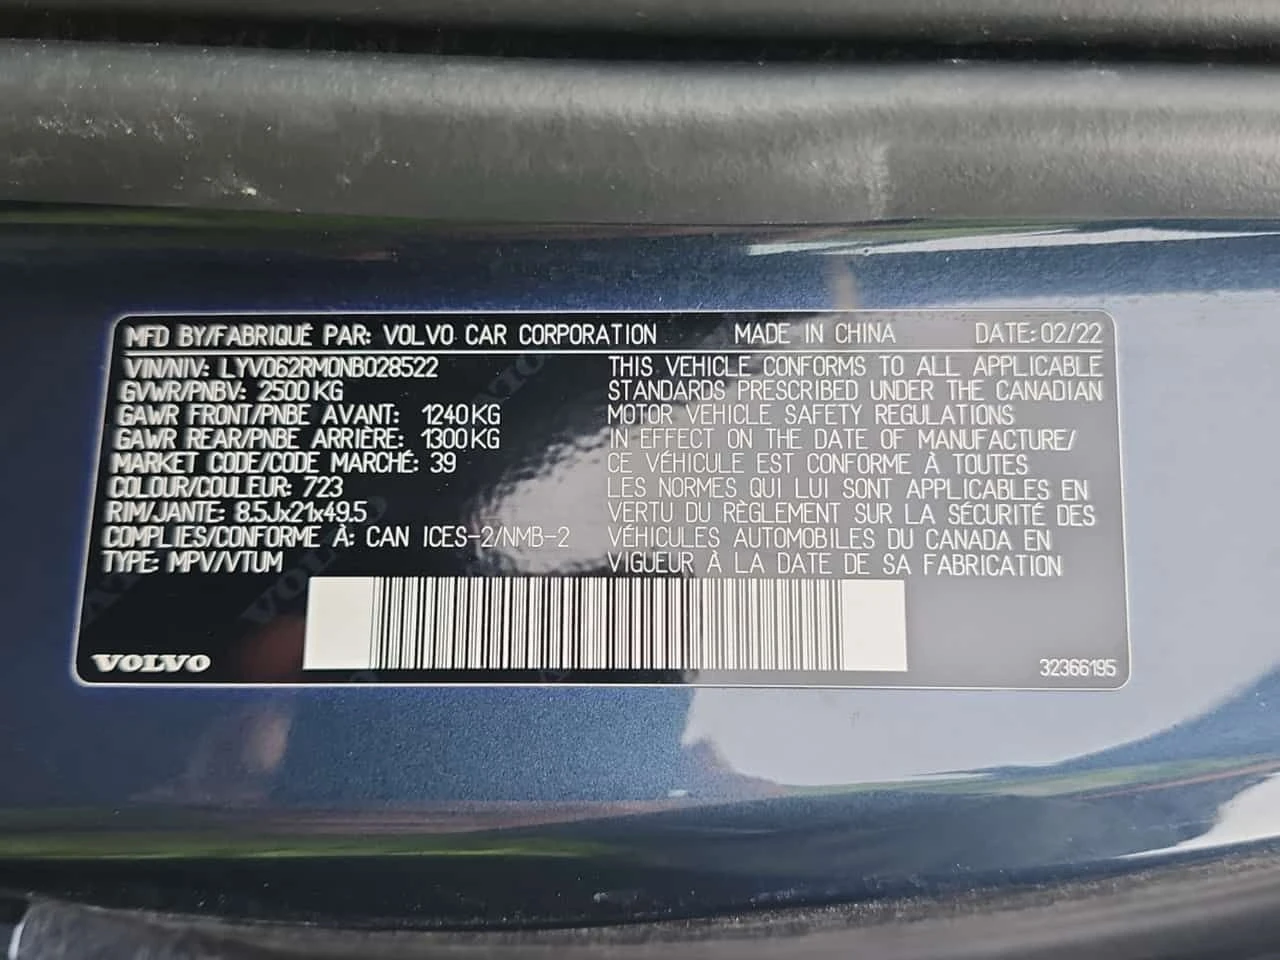 MFD BY/FABRIQUÉ PAR: VOLVO CAR CORPORATION MADE IN CHINA DATE: 02/22
VIN/NIV: LYV062RM0NB028522
GVWR/PNBV: 2500 KG
GAWR FRONT/PNBE AVANT: 1240 KG
GAWR REAR/PNBE ARRIÈRE: 1300 KG
MARKET CODE/CODE MARCHÉ: 39
COLOUR/COULEUR: 723
RIM/JANTE: 8.5Jx21x49.5
COMPLIES/CONFORME À: CAN ICES-2/NMB-2
TYPE: MPV/VTUM
THIS VEHICLE CONFORMS TO ALL APPLICABLE
STANDARDS PRESCRIBED UNDER THE CANADIAN
MOTOR VEHICLE SAFETY REGULATIONS
IN EFFECT ON THE DATE OF MANUFACTURE/
CE VÉHICULE EST CONFORME À TOUTES
LES NORMES QUI LUI SONT APPLICABLES EN
VERTU DU RÈGLEMENT SUR LA SÉCURITÉ DES
VÉHICULES AUTOMOBILES DU CANADA EN
VIGUEUR À LA DATE DE SA FABRICATION
VOLVO
32366195